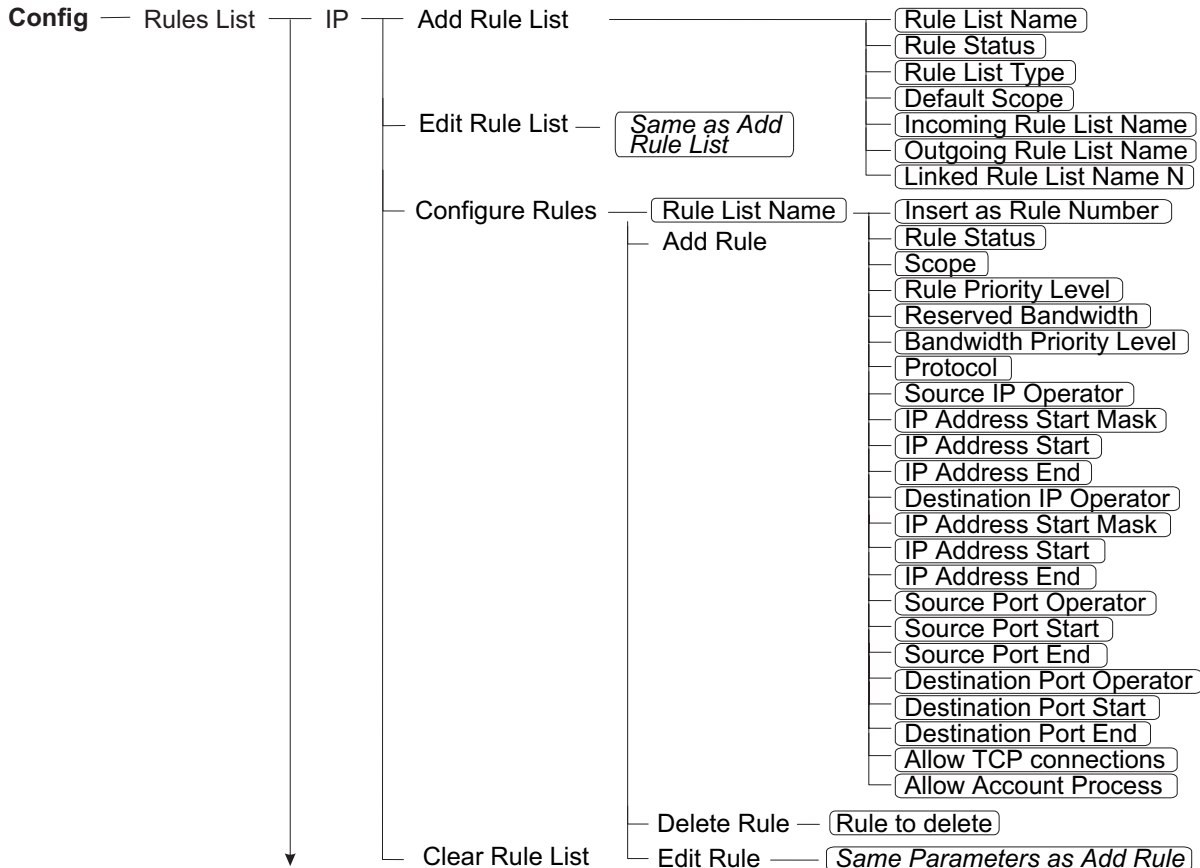 Config Rules List IP Add Rule List Rule List Name
Rule Status
Rule List Type
Default Scope
Edit Rule List Same as Add
Rule List
Incoming Rule List Name
Outgoing Rule List Name
Linked Rule List Name N
Configure Rules Rule List Name Insert as Rule Number
Add Rule Rule Status
Scope
Rule Priority Level
Reserved Bandwidth
Bandwidth Priority Level
Protocol
Source IP Operator
IP Address Start Mask
IP Address Start
IP Address End
Destination IP Operator
IP Address Start Mask
IP Address Start
IP Address End
Source Port Operator
Source Port Start
Source Port End
Destination Port Operator
Destination Port Start
Destination Port End
Allow TCP connections
Allow Account Process
Delete Rule Rule to delete
Clear Rule List Edit Rule Same Parameters as Add Rule